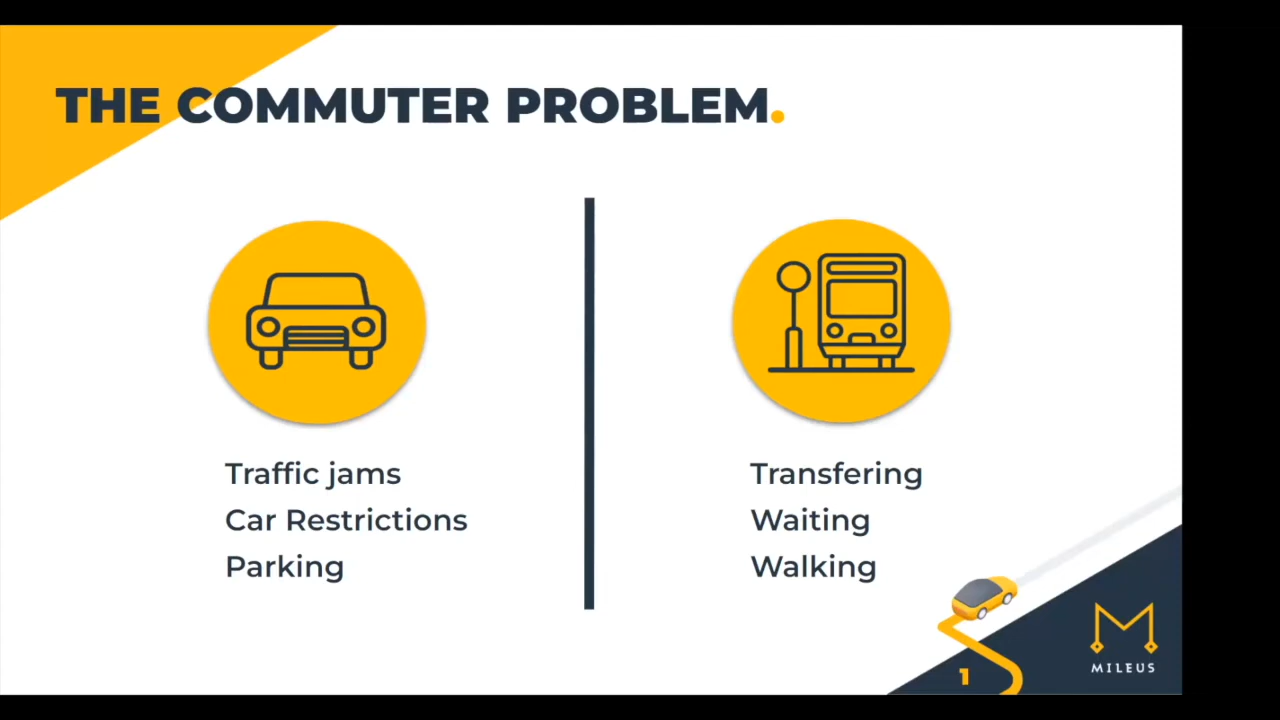 THE COMMUTER PROBLEM.
Traffic jams
Car Restrictions
Parking
Transfering
Waiting
Walking
1
MILEUS